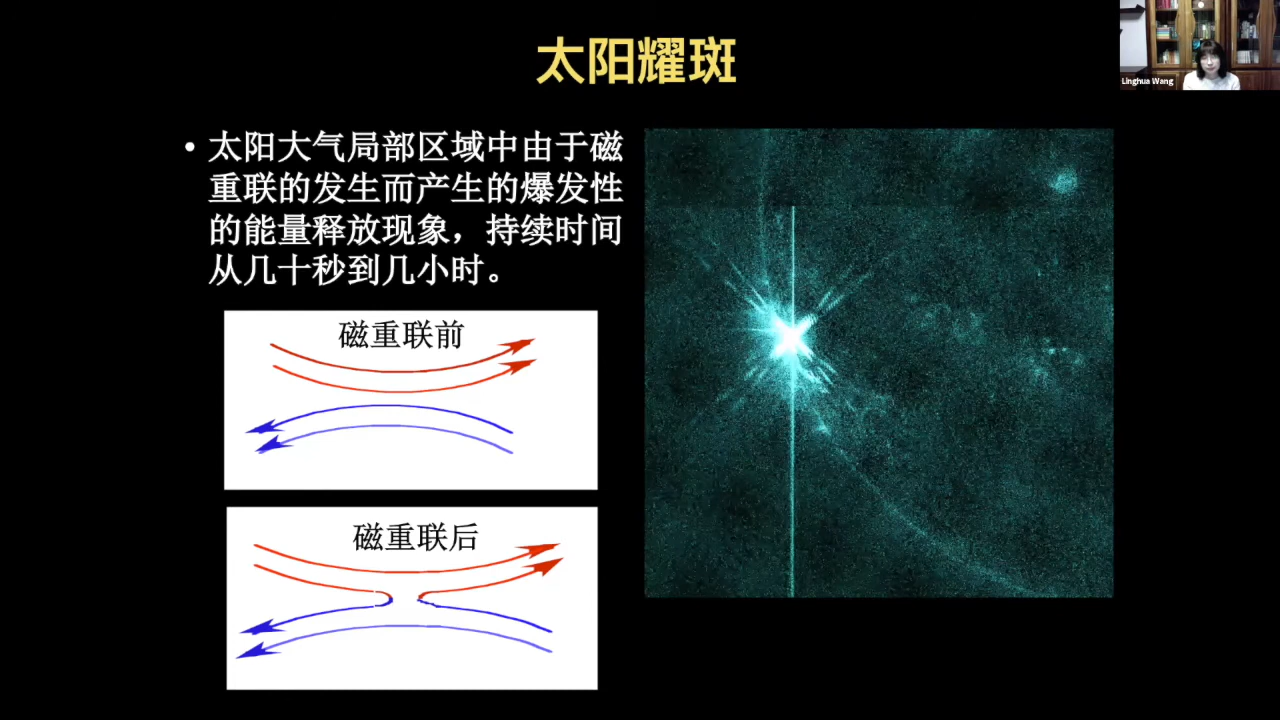 太阳耀斑
Linghua Wang
• 太阳大气局部区域中由于磁
重联的发生而产生的爆发性
的能量释放现象，持续时间
从几十秒到几小时。
磁重联前
磁重联后